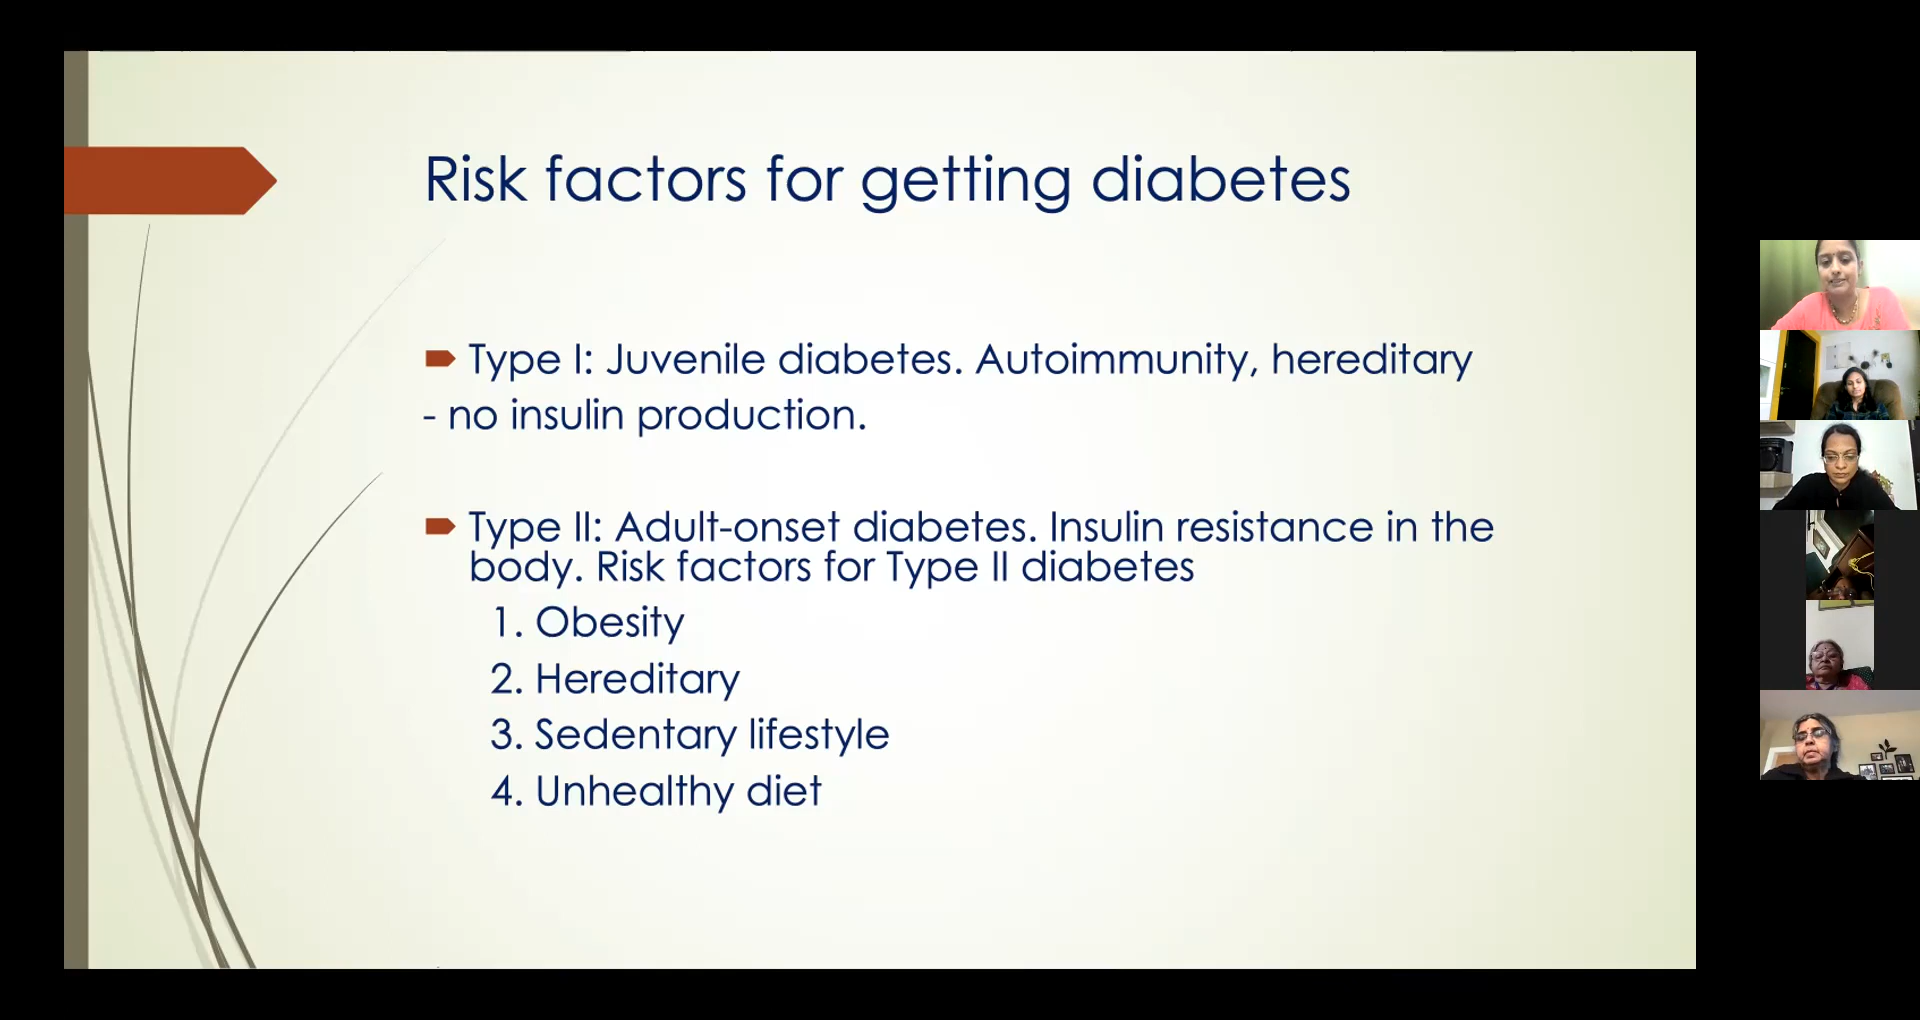 Risk factors for getting diabetes
Type I: Juvenile diabetes. Autoimmunity, hereditary
- no insulin production.
Type II: Adult-onset diabetes. Insulin resistance in the
body. Risk factors for Type II diabetes
1. Obesity
2. Hereditary
3. Sedentary lifestyle
4. Unhealthy diet